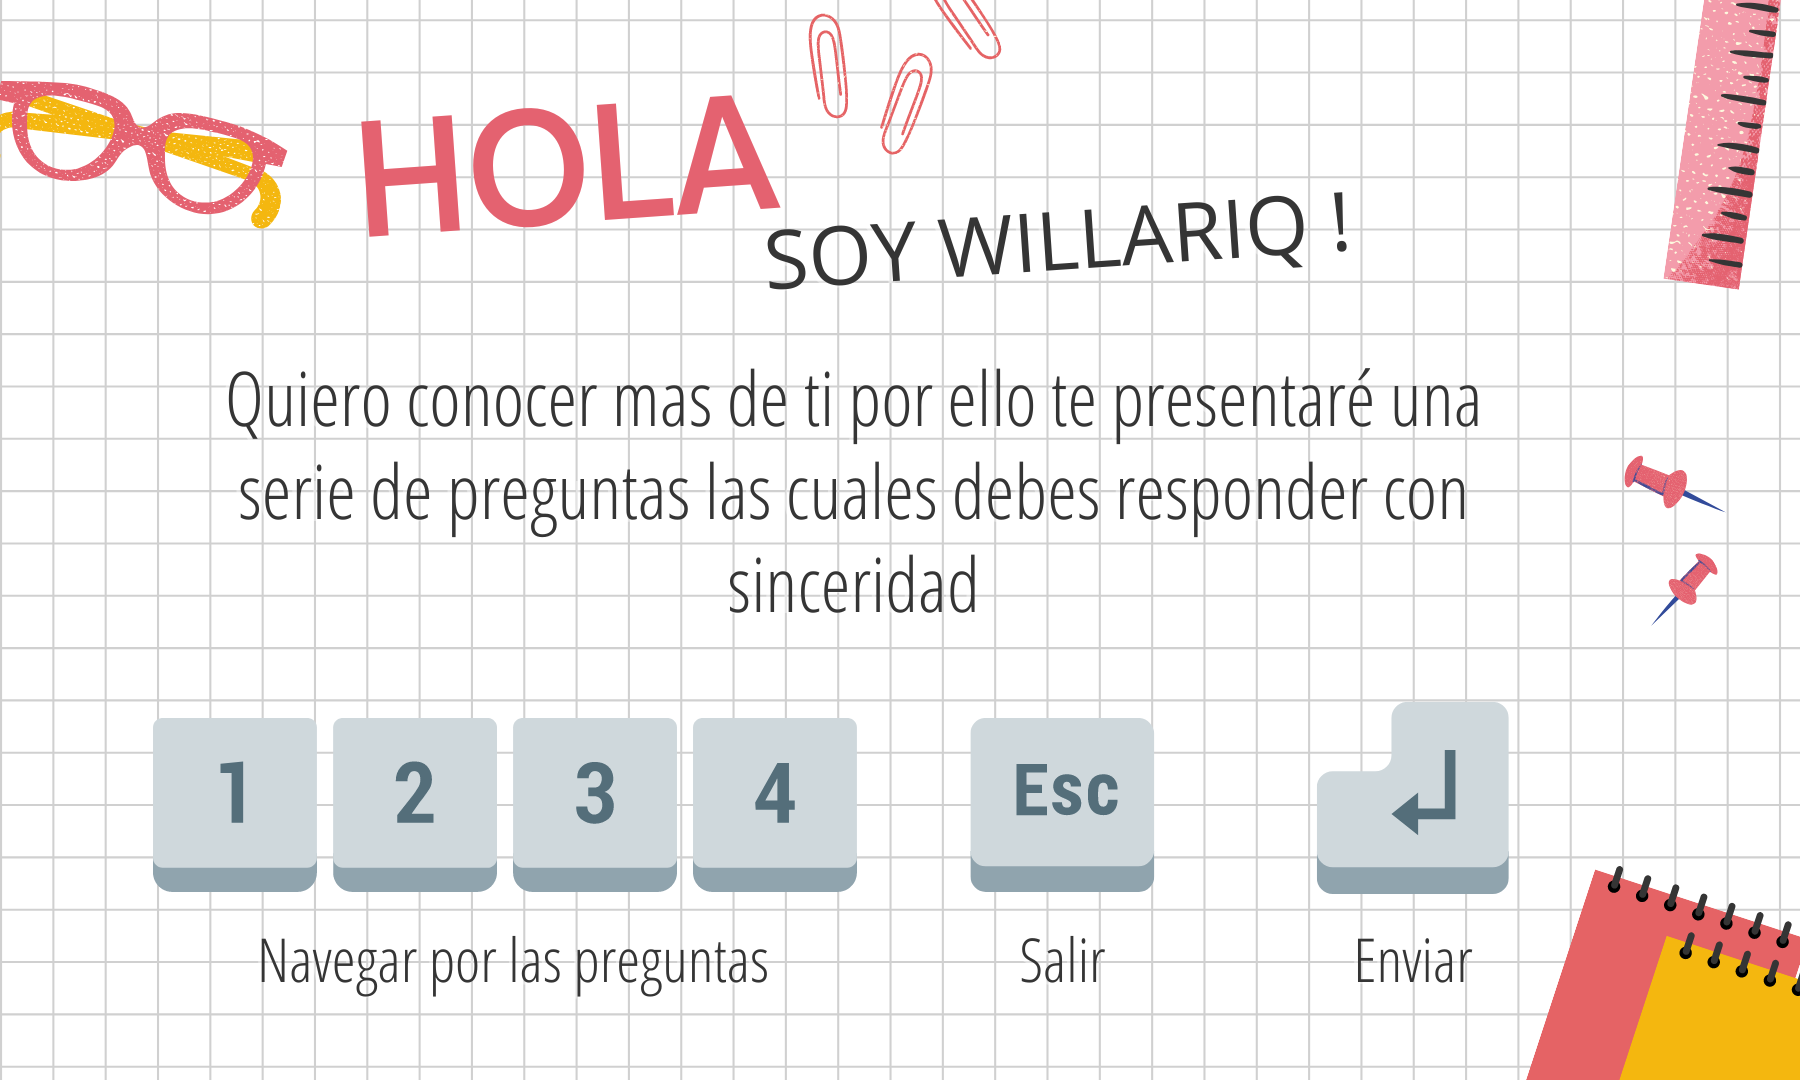 HOLA
SOY WILLARIQ !
Quiero conocer mas de ti por ello te presentaré una
serie de preguntas las cuales debes responder con
sinceridad
1 2 3 4 Esc
Navegar por las preguntas Salir Enviar